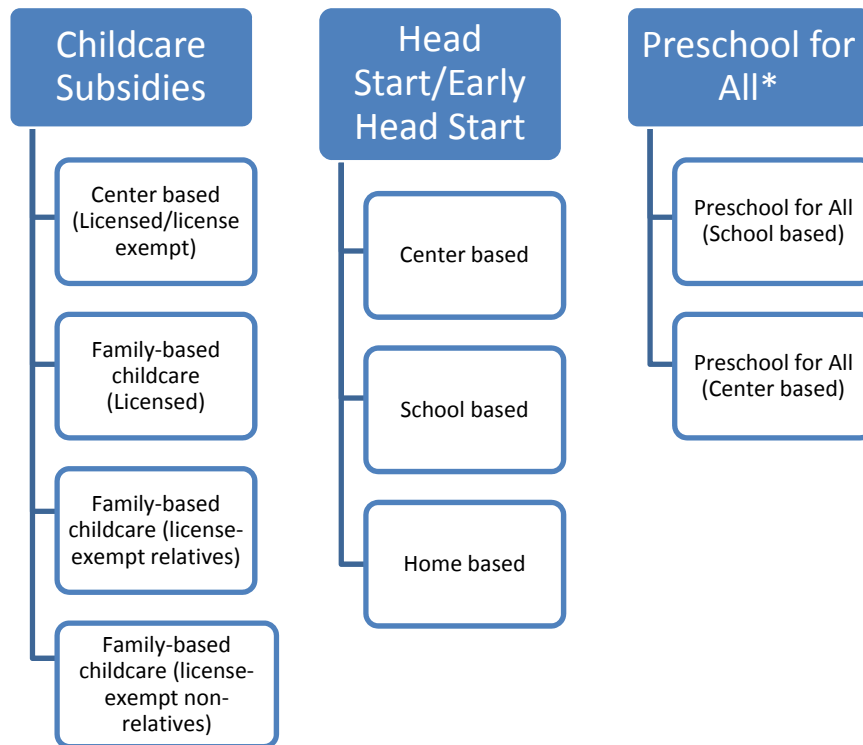 Childcare
Subsidies
Center based
(Licensed/license
exempt)
Family-based
childcare
(Licensed)
Family-based
childcare (license-
exempt relatives)
Family-based
childcare (license-
exempt non-
relatives)
Head
Start/Early
Head Start
Center based
School based
Home based
Preschool for
All*
Preschool for All
(School based)
Preschool for All
(Center based)